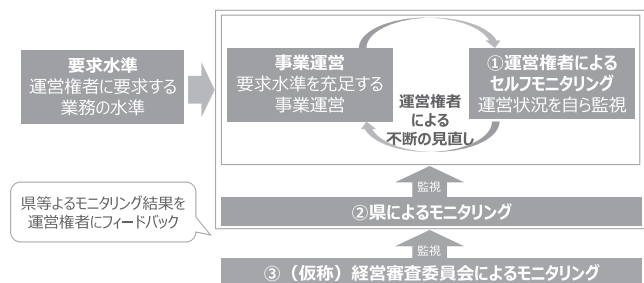 要求水準
運営権者に要求する
業務の水準
事業運営
要求水準を充足する
事業運営
①運営権者による
セルフモニタリング
運営状況を自ら監視
運営権者
による
不断の見直し
監視
②県によるモニタリング
県等よるモニタリング結果を
運営権者にフィードバック
監視
③（仮称）経営審査委員会によるモニタリング